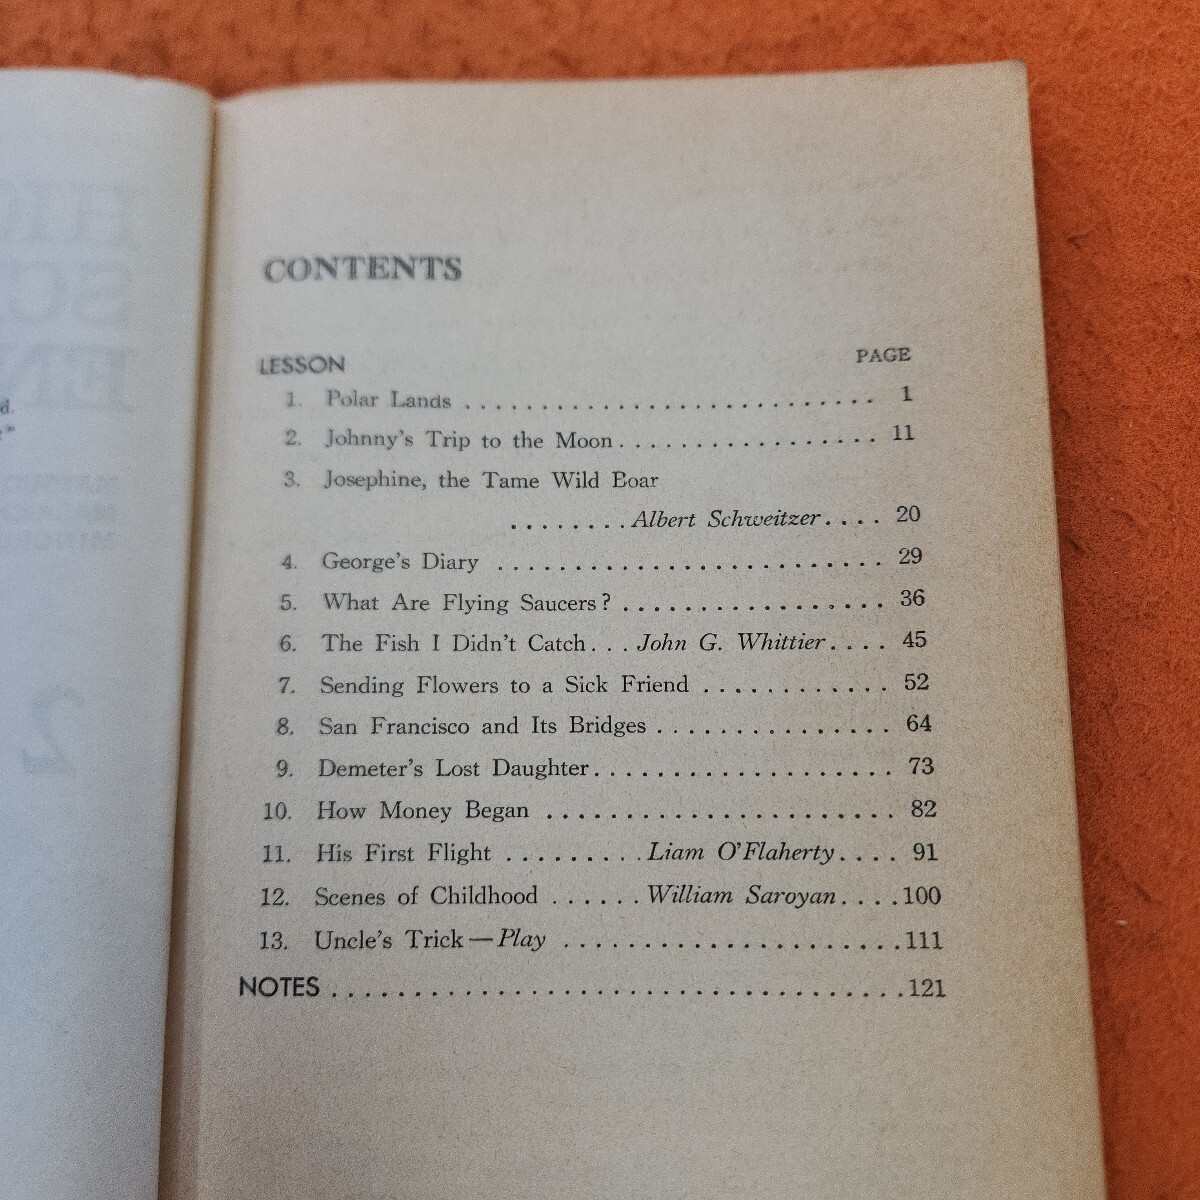 CONTENTS
LESSON PAGE
1. Polar Lands ............................ 1
2. Johnny's Trip to the Moon................. 11
3. Josephine, the Tame Wild Boar
........Albert Schweitzer.... 20
4. George's Diary ......................... 29
5. What Are Flying Saucers? ................. 36
6. The Fish I Didn't Catch... John G. Whittier.... 45
7. Sending Flowers to a Sick Friend ............ 52
8. San Francisco and Its Bridges ............... 64
9. Demeter's Lost Daughter.................... 73
10. How Money Began ...................... 82
11. His First Flight .........Liam O'Flaherty.... 91
12. Scenes of Childhood ...... William Saroyan....100
13. Uncle's Trick—Play ......................111
NOTES ...................................121
d.